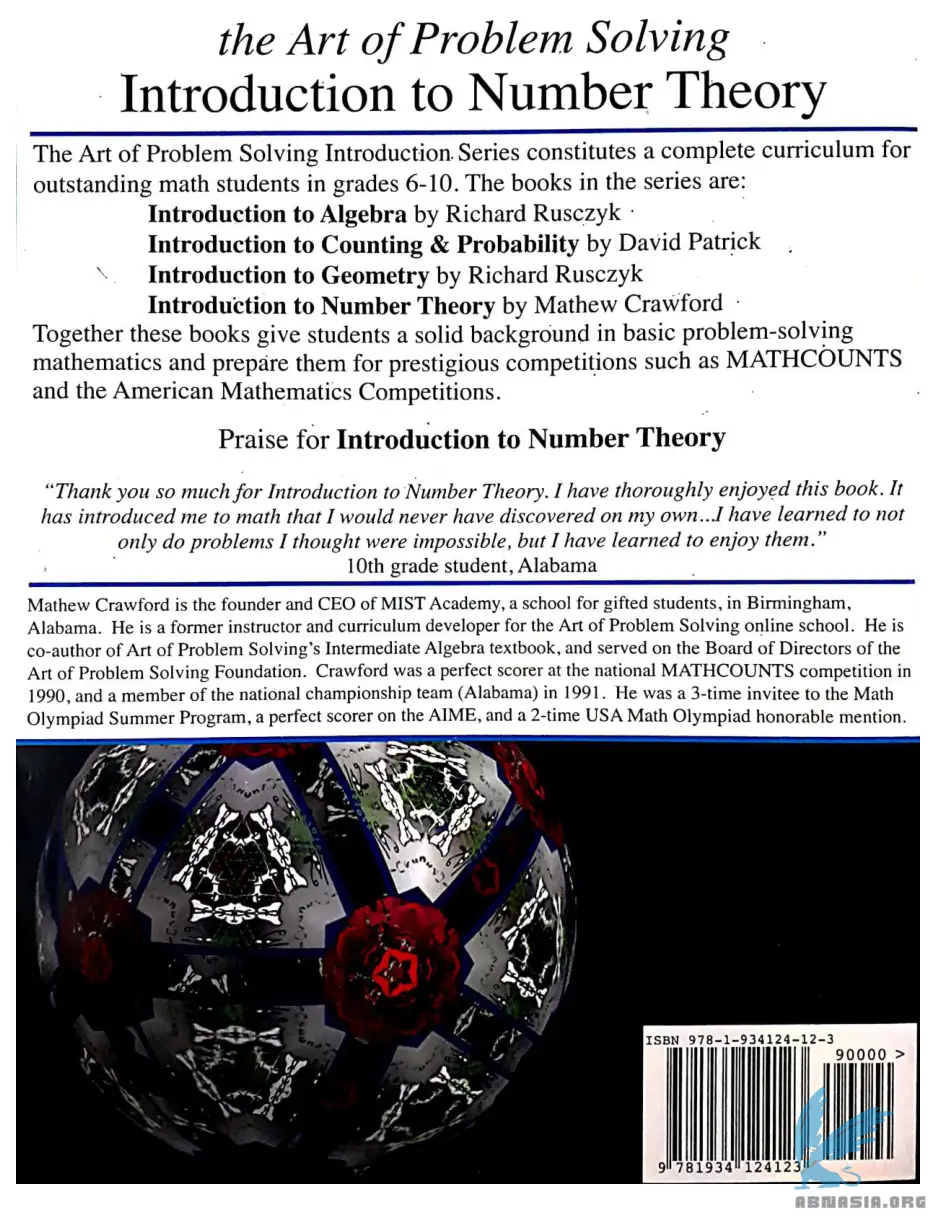 the Art of Problem Solving
Introduction to Number Theory
The Art of Problem Solving Introduction Series constitutes a complete curriculum for
outstanding math students in grades 6-10. The books in the series are:
Introduction to Algebra by Richard Rusczyk
Introduction to Counting & Probability by David Patrick
Introduction to Geometry by Richard Rusczyk
Introduction to Number Theory by Mathew Crawford
Together these books give students a solid background in basic problem-solving
mathematics and prepare them for prestigious competitions such as MATHCOUNTS
and the American Mathematics Competitions.
Praise for Introduction to Number Theory
“Thank you so much for Introduction to Number Theory. I have thoroughly enjoyed this book. It
has introduced me to math that I would never have discovered on my own...I have learned to not
only do problems I thought were impossible, but I have learned to enjoy them.”
10th grade student, Alabama
Mathew Crawford is the founder and CEO of MIST Academy, a school for gifted students, in Birmingham,
Alabama. He is a former instructor and curriculum developer for the Art of Problem Solving online school. He is
co-author of Art of Problem Solving’s Intermediate Algebra textbook, and served on the Board of Directors of the
Art of Problem Solving Foundation. Crawford was a perfect scorer at the national MATHCOUNTS competition in
1990, and a member of the national championship team (Alabama) in 1991. He was a 3-time invitee to the Math
Olympiad Summer Program, a perfect scorer on the AIME, and a 2-time USA Math Olympiad honorable mention.
ISBN 978-1-934124-12-3
90000 >
9 781934 124123
ABNASIA.ORG